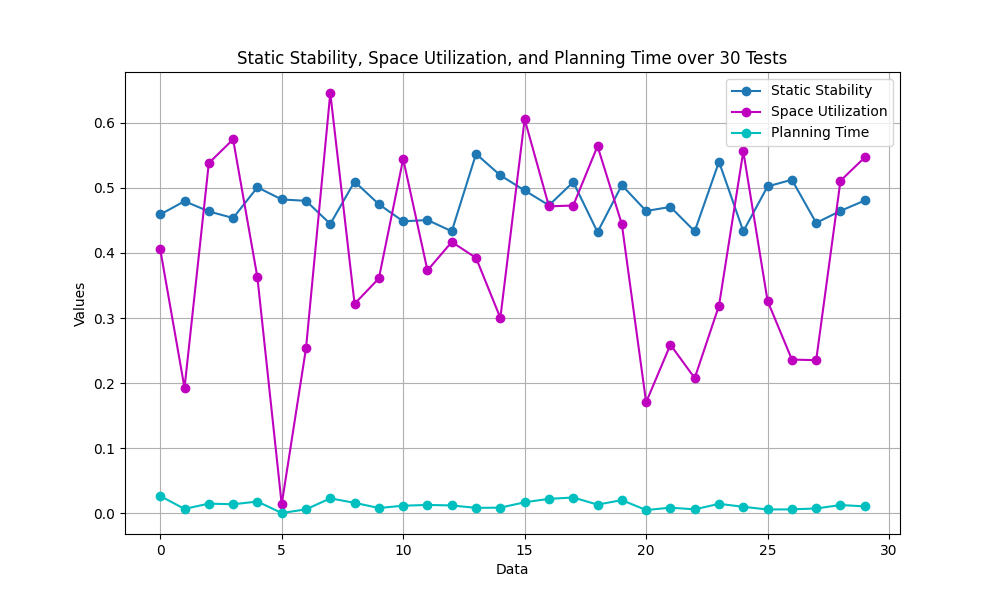 Static Stability, Space Utilization, and Planning Time over 30 Tests
Static Stability
Space Utilization
Planning Time
Values
0.6
0.5
0.4
0.3
0.2
0.1
0.0
0
5
10
15
20
25
30
Data